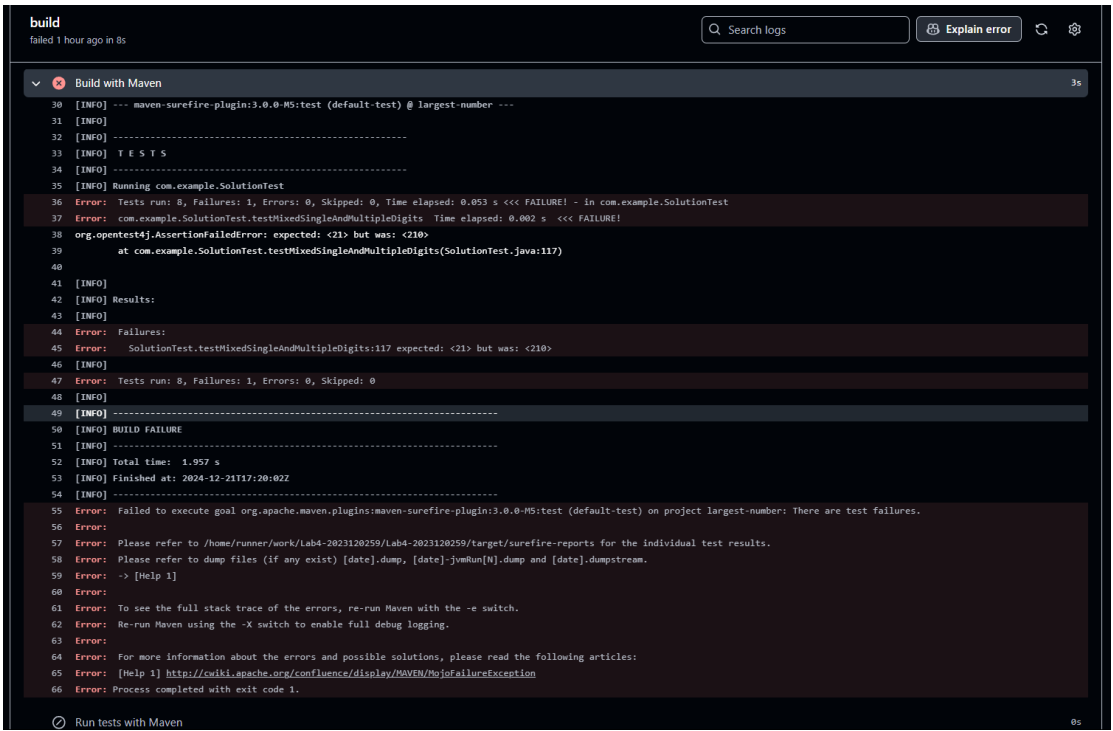 build
failed 1 hour ago in 8s
Search logs
Explain error
Build with Maven
3s
30 [INFO] --- maven-surefire-plugin:3.0.0-M5:test (default-test) @ largest-number ---
31 [INFO]
32 [INFO] -------------------------------------------------------
33 [INFO]  T E S T S
34 [INFO] -------------------------------------------------------
35 [INFO] Running com.example.SolutionTest
36 Error:  Tests run: 8, Failures: 1, Errors: 0, Skipped: 0, Time elapsed: 0.053 s <<< FAILURE! - in com.example.SolutionTest
37 Error:  com.example.SolutionTest.testMixedSingleAndMultipleDigits  Time elapsed: 0.002 s  <<< FAILURE!
38 org.opentest4j.AssertionFailedError: expected: <21> but was: <210>
39 at com.example.SolutionTest.testMixedSingleAndMultipleDigits(SolutionTest.java:117)
40
41 [INFO]
42 [INFO] Results:
43 [INFO]
44 Error:  Failures:
45 Error:    SolutionTest.testMixedSingleAndMultipleDigits:117 expected: <21> but was: <210>
46 [INFO]
47 Error:  Tests run: 8, Failures: 1, Errors: 0, Skipped: 0
48 [INFO]
49 [INFO] ------------------------------------------------------------------------
50 [INFO] BUILD FAILURE
51 [INFO] ------------------------------------------------------------------------
52 [INFO] Total time:  1.957 s
53 [INFO] Finished at: 2024-12-21T17:20:02Z
54 [INFO] ------------------------------------------------------------------------
55 Error:  Failed to execute goal org.apache.maven.plugins:maven-surefire-plugin:3.0.0-M5:test (default-test) on project largest-number: There are test failures.
56 Error:
57 Error:  Please refer to /home/runner/work/Lab4-2023120259/Lab4-2023120259/target/surefire-reports for the individual test results.
58 Error:  Please refer to dump files (if any exist) [date].dump, [date]-jvmRun[N].dump and [date].dumpstream.
59 Error:  -> [Help 1]
60 Error:
61 Error:  To see the full stack trace of the errors, re-run Maven with the -e switch.
62 Error:  Re-run Maven using the -X switch to enable full debug logging.
63 Error:
64 Error:  For more information about the errors and possible solutions, please read the following articles:
65 Error:  [Help 1] http://cwiki.apache.org/confluence/display/MAVEN/MojoFailureException
66 Error: Process completed with exit code 1.
Run tests with Maven
0s